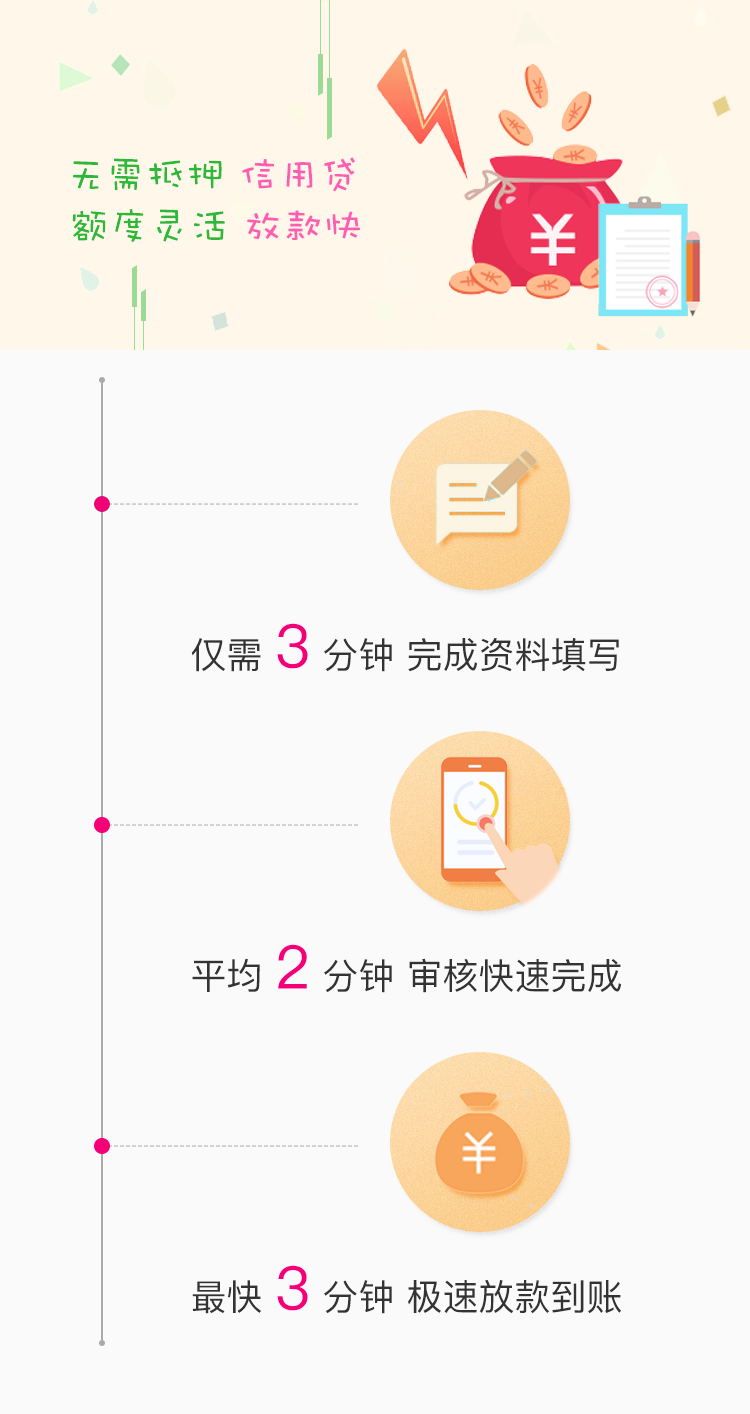 无需抵押 信用贷
额度灵活 放款快
¥
仅需 3 分钟 完成资料填写
平均 2 分钟 审核快速完成
¥
最快 3 分钟 极速放款到账